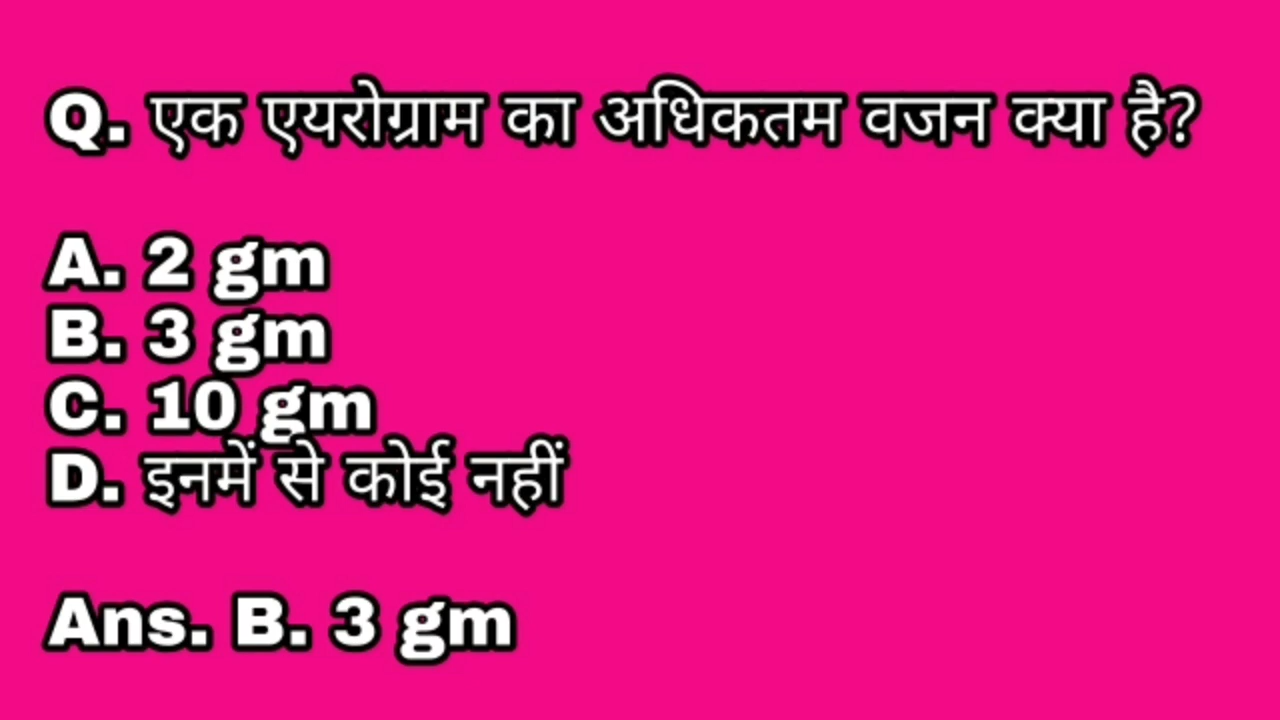 Q. एक एयरोग्राम का अधिकतम वजन क्या है?
A. 2 gm
B. 3 gm
C. 10 gm
D. इनमें से कोई नहीं
Ans. B. 3 gm